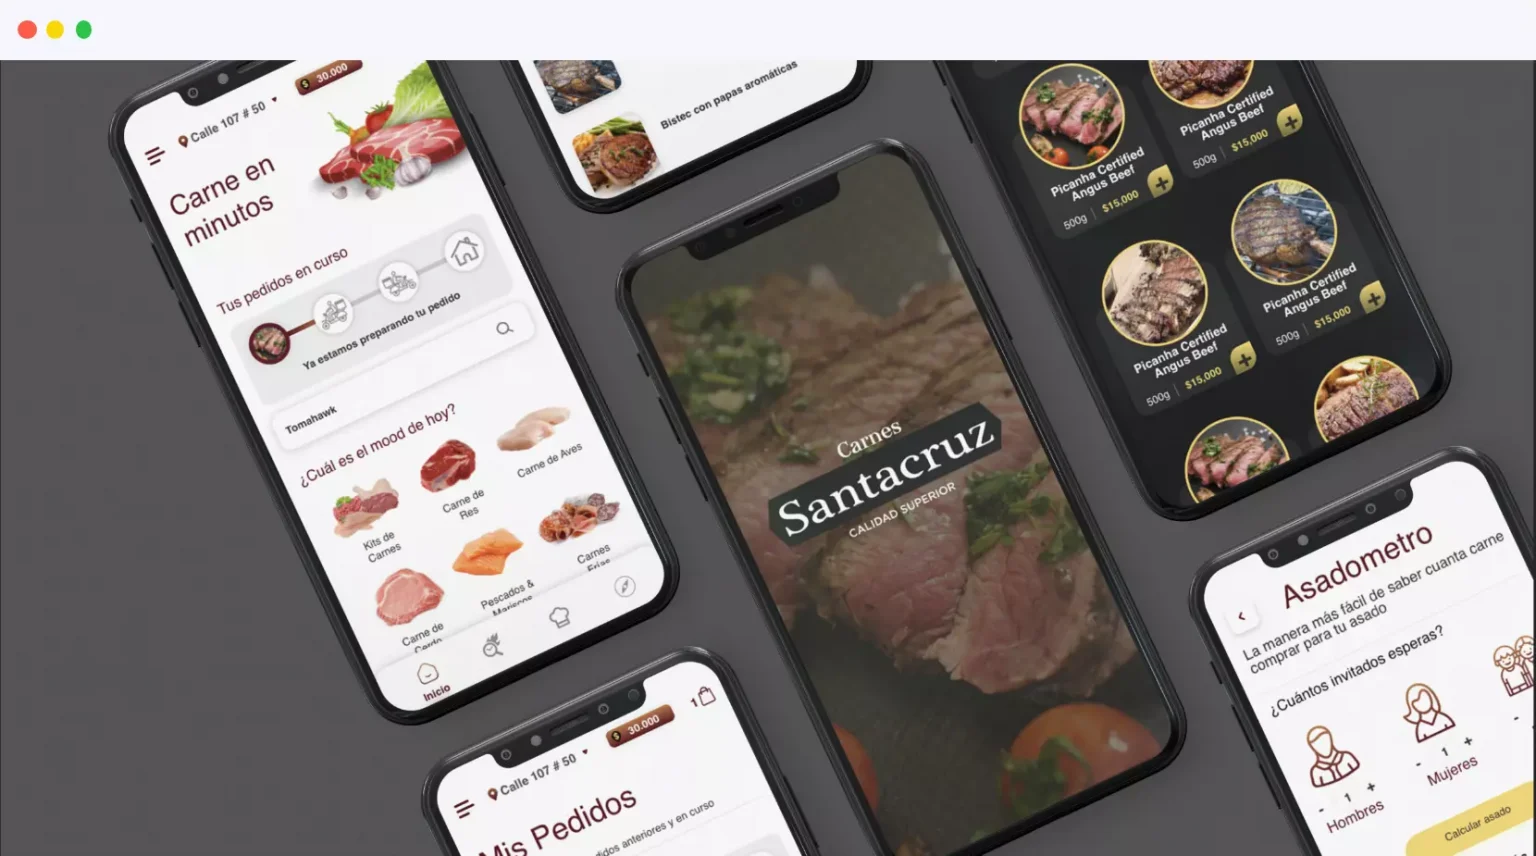 Calle 107 # 50
30.000
Carne en
minutos
Tus pedidos en curso
Ya estamos preparando tu pedido
Tomahawk
¿Cuál es el mood de hoy?
Kits de
Carnes
Carne de
Res
Carne de Aves
Carne de
Cerdo
Pescados &
Mariscos
Carnes
Frías
Inicio
Bistec con papas aromáticas
Calle 107 # 50
30.000
1
Mis Pedidos
didos anteriores y en curso
Carnes
Santacruz
CALIDAD SUPERIOR
Picanha Certified
Angus Beef
500g
$15,000
Picanha Certified
Angus Beef
500g
$15,000
Picanha Certified
Angus Beef
500g
$15,000
Picanha Certified
Angus Beef
500g
$15,000
Asadometro
La manera más fácil de saber cuanta carne
comprar para tu asado
¿Cuántos invitados esperas?
- 1 +
Hombres
- 1 +
Mujeres
-
Calcular asado